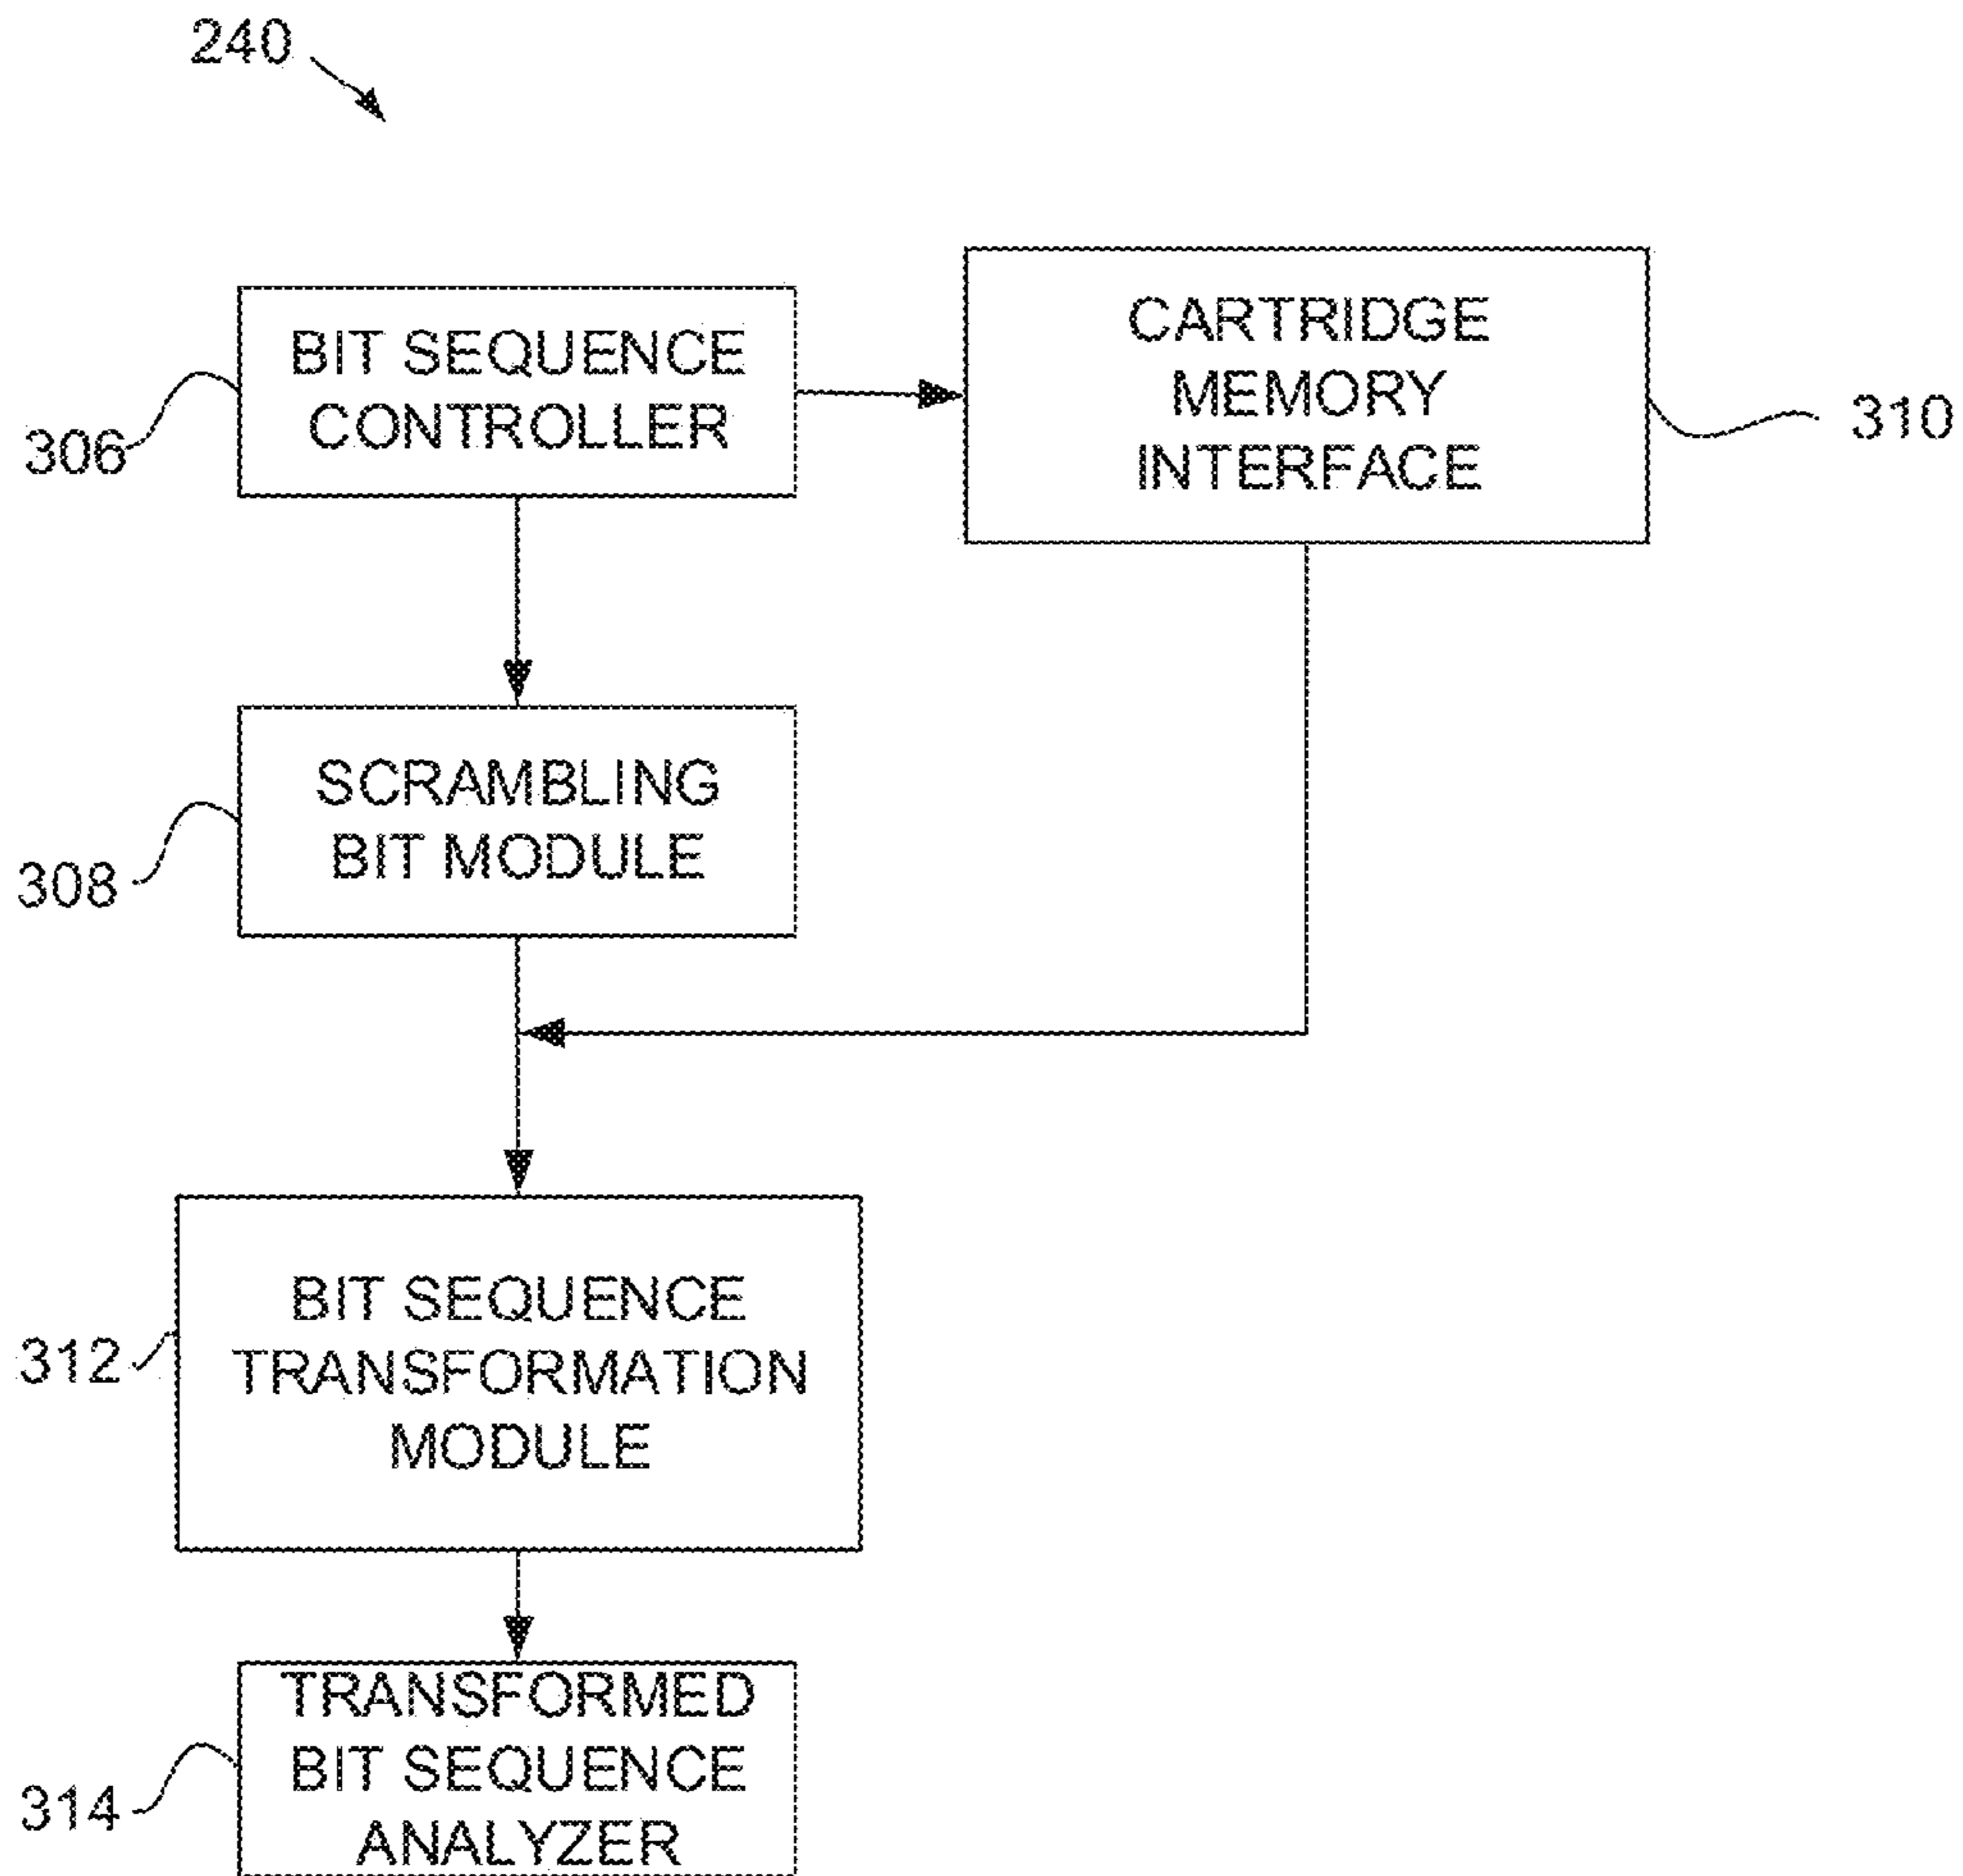 240
BIT SEQUENCE
CONTROLLER
306
CARTRIDGE
MEMORY
INTERFACE
310
SCRAMBLING
BIT MODULE
308
BIT SEQUENCE
TRANSFORMATION
MODULE
312
TRANSFORMED
BIT SEQUENCE
ANALYZER
314